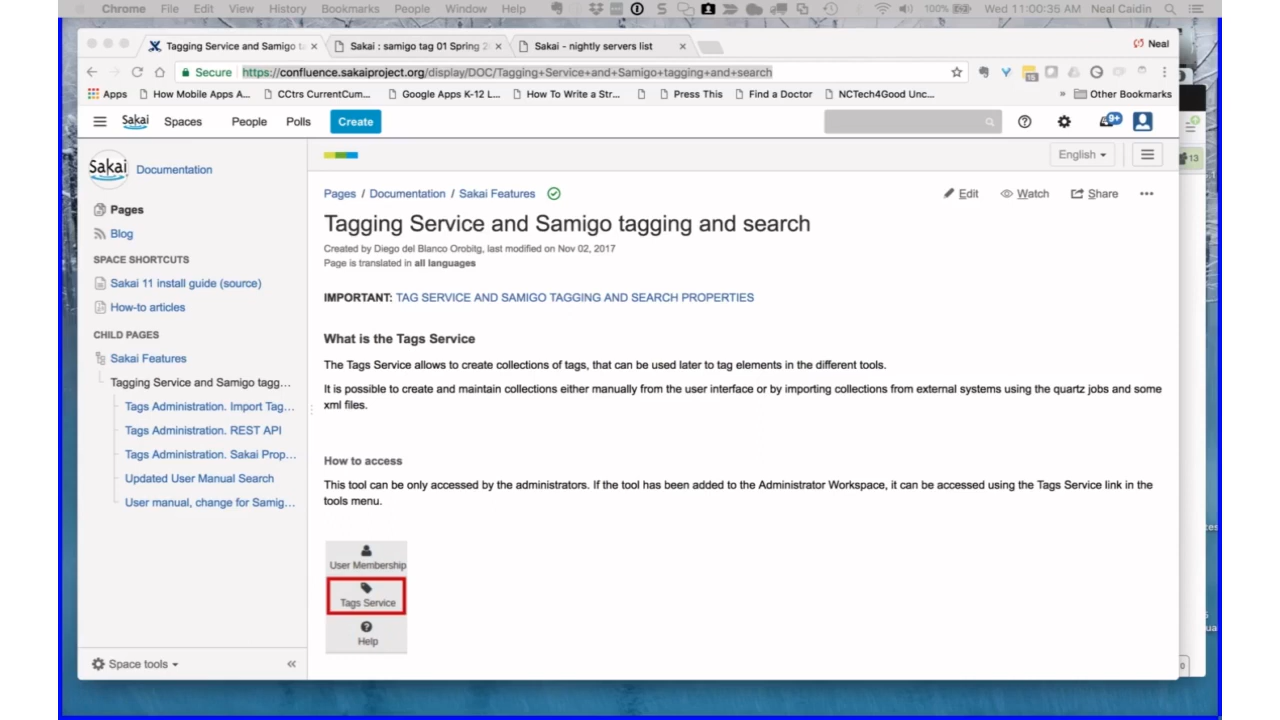 Chrome File Edit View History Bookmarks People Window Help 100% Wed 11:00:35 AM Neal Caidin
Tagging Service and Samigo t
Sakai : samigo tag 01 Spring 2
Sakai - nightly servers list
Neal
Secure https://confluence.sakaiproject.org/display/DOC/Tagging+Service+and+Samigo+tagging+and+search
15
Apps How Mobile Apps A... CCtrs CurrentCum... Google Apps K-12 L... How To Write a Str... Press This Find a Doctor NCTech4Good Unc... » Other Bookmarks
Sakai Spaces People Polls Create
9+
13
Sakai Documentation
English
Pages
Blog
SPACE SHORTCUTS
Sakai 11 install guide (source)
How-to articles
CHILD PAGES
Sakai Features
Tagging Service and Samigo tagg...
Tags Administration. Import Tag...
Tags Administration. REST API
Tags Administration. Sakai Prop...
Updated User Manual Search
User manual, change for Samig...
Space tools
Pages / Documentation / Sakai Features
Edit Watch Share
Tagging Service and Samigo tagging and search
Created by Diego del Blanco Orobitg, last modified on Nov 02, 2017
Page is translated in all languages
IMPORTANT: TAG SERVICE AND SAMIGO TAGGING AND SEARCH PROPERTIES
What is the Tags Service
The Tags Service allows to create collections of tags, that can be used later to tag elements in the different tools.
It is possible to create and maintain collections either manually from the user interface or by importing collections from external systems using the quartz jobs and some
xml files.
How to access
This tool can be only accessed by the administrators. If the tool has been added to the Administrator Workspace, it can be accessed using the Tags Service link in the
tools menu.
User Membership
Tags Service
Help